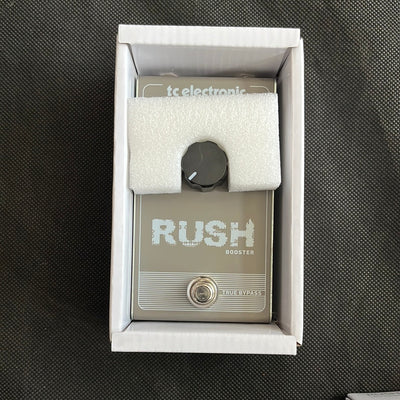 tc electronic
RUSH
BOOSTER
TRUE BYPASS